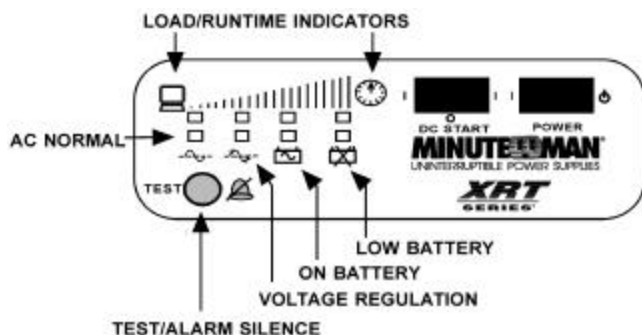 LOAD/RUNTIME INDICATORS
DC START
POWER
AC NORMAL
MINUTEMAN
UNINTERRUPTIBLE POWER SUPPLIES
TEST
XRT
SERIES
LOW BATTERY
ON BATTERY
VOLTAGE REGULATION
TEST/ALARM SILENCE